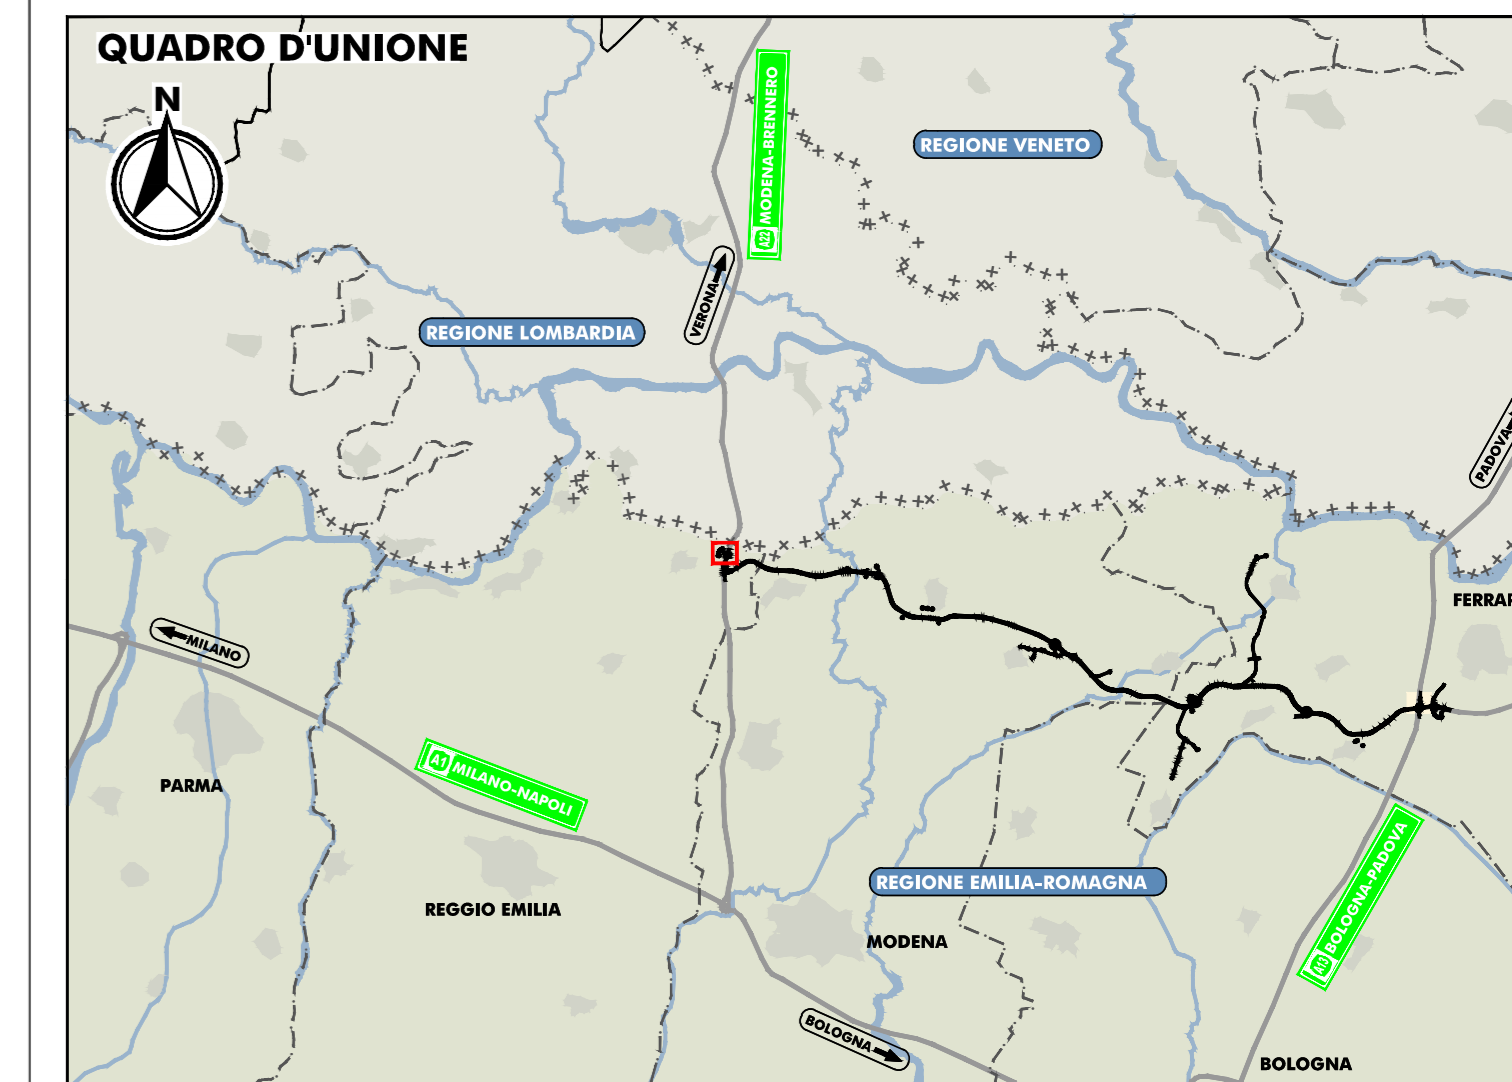 QUADRO D'UNIONE
N
A22 MODENA-BRENNERO
REGIONE VENETO
VERONA
REGIONE LOMBARDIA
PADOVA
MILANO
PARMA
A1 MILANO-NAPOLI
REGGIO EMILIA
REGIONE EMILIA-ROMAGNA
MODENA
A13 BOLOGNA-PADOVA
BOLOGNA
BOLOGNA